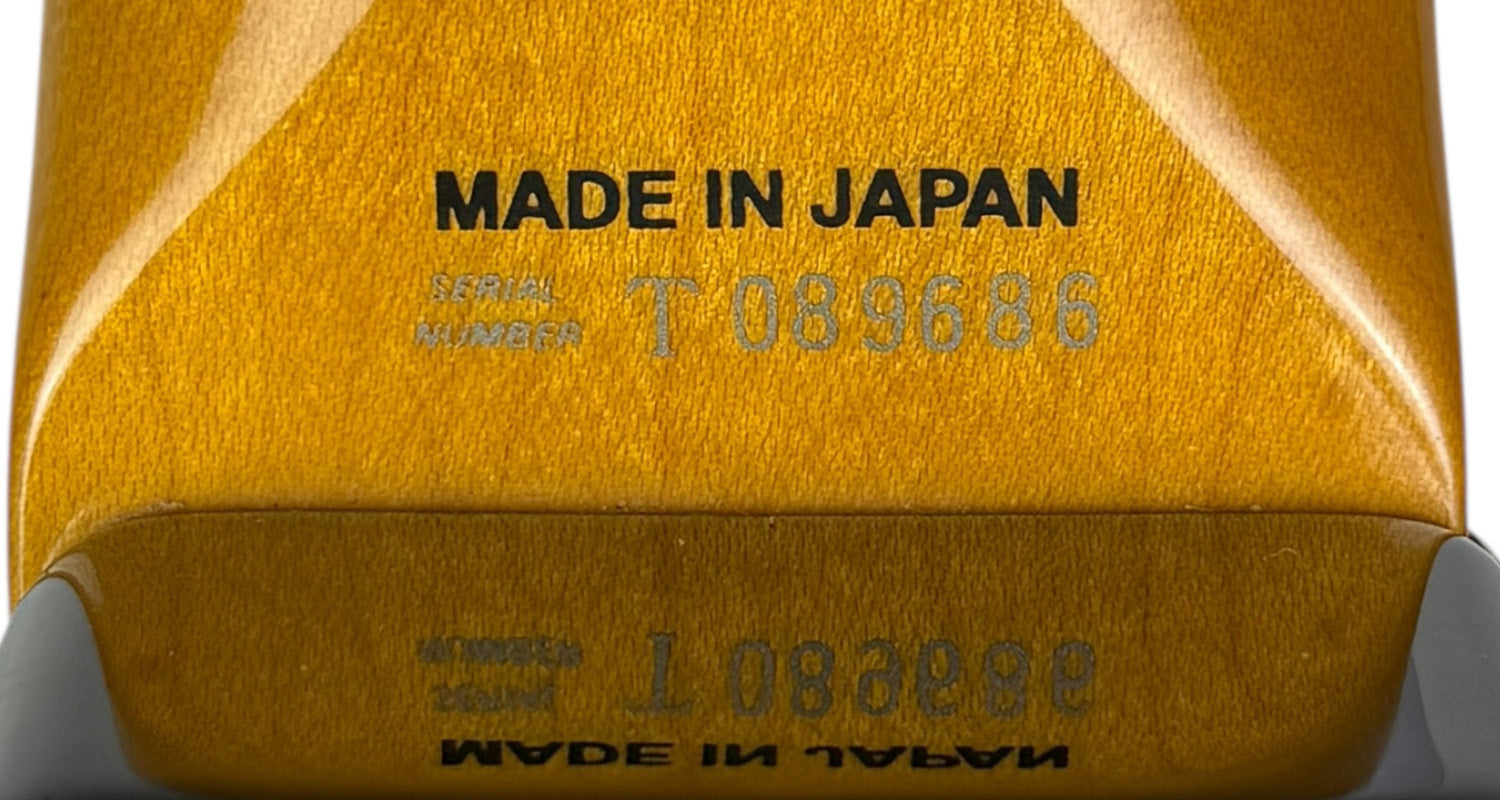 MADE IN JAPAN
SERIAL
NUMBER T 089686